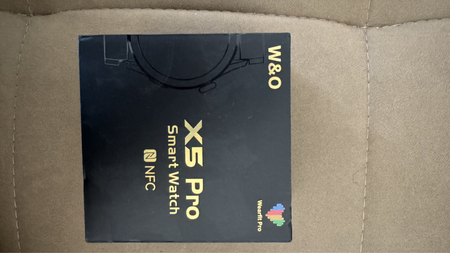 W&O
X5 Pro
Smart Watch
NFC
Wearfit Pro